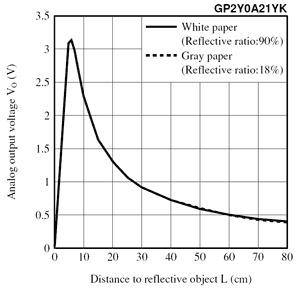 GP2Y0A21YK
White paper
(Reflective ratio:90%)
Gray paper
(Reflective ratio:18%)
Analog output voltage VO (V)
3.5
3
2.5
2
1.5
1
0.5
0
0 10 20 30 40 50 60 70 80
Distance to reflective object L (cm)